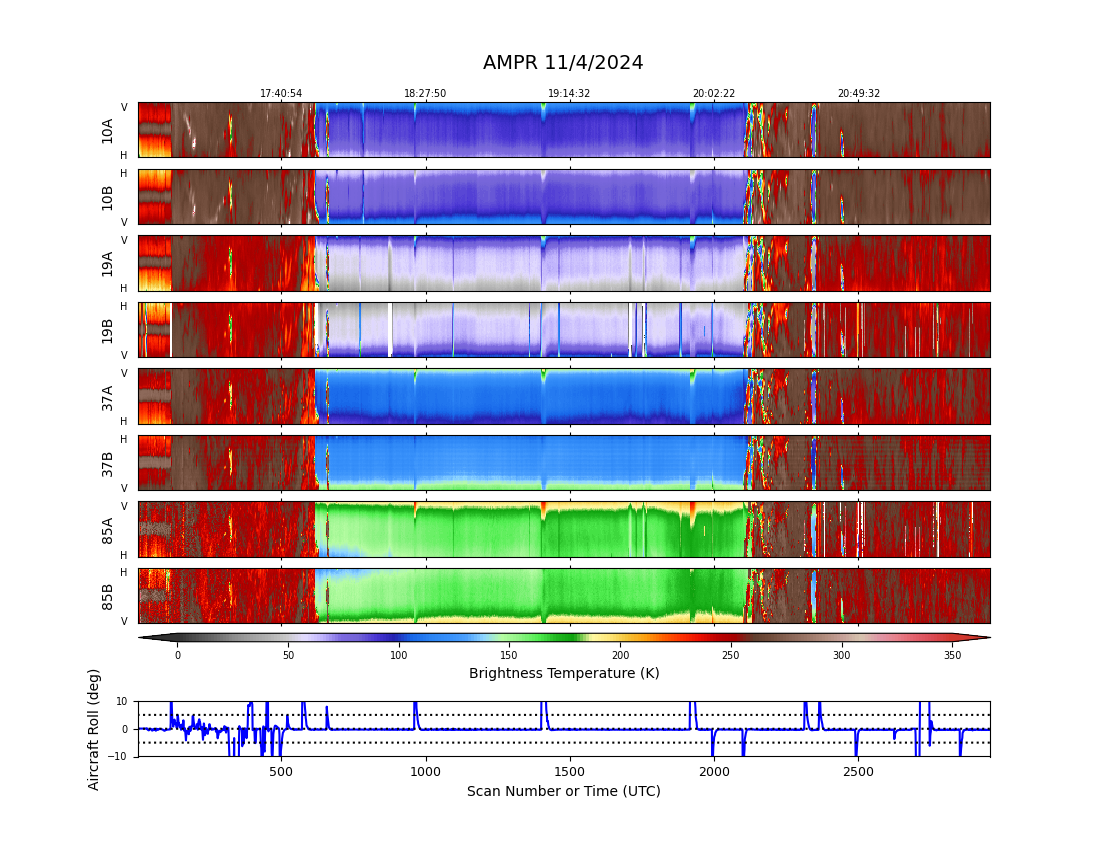 AMPR 11/4/2024
17:40:54 18:27:50 19:14:32 20:02:22 20:49:32
V
10A
H
H
10B
V
V
19A
H
H
19B
V
V
37A
H
H
37B
V
V
85A
H
H
85B
V
0 50 100 150 200 250 300 350
Brightness Temperature (K)
Aircraft Roll (deg)
10
0
−10
500 1000 1500 2000 2500
Scan Number or Time (UTC)